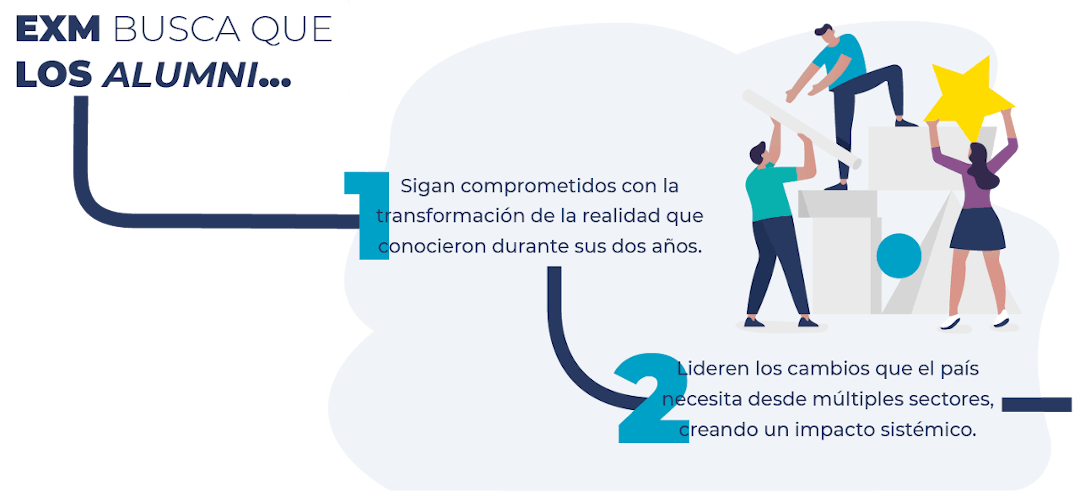 EXM BUSCA QUE
LOS ALUMNI...
1
Sigan comprometidos con la
transformación de la realidad que
conocieron durante sus dos años.
2
Lideren los cambios que el país
necesita desde múltiples sectores,
creando un impacto sistémico.